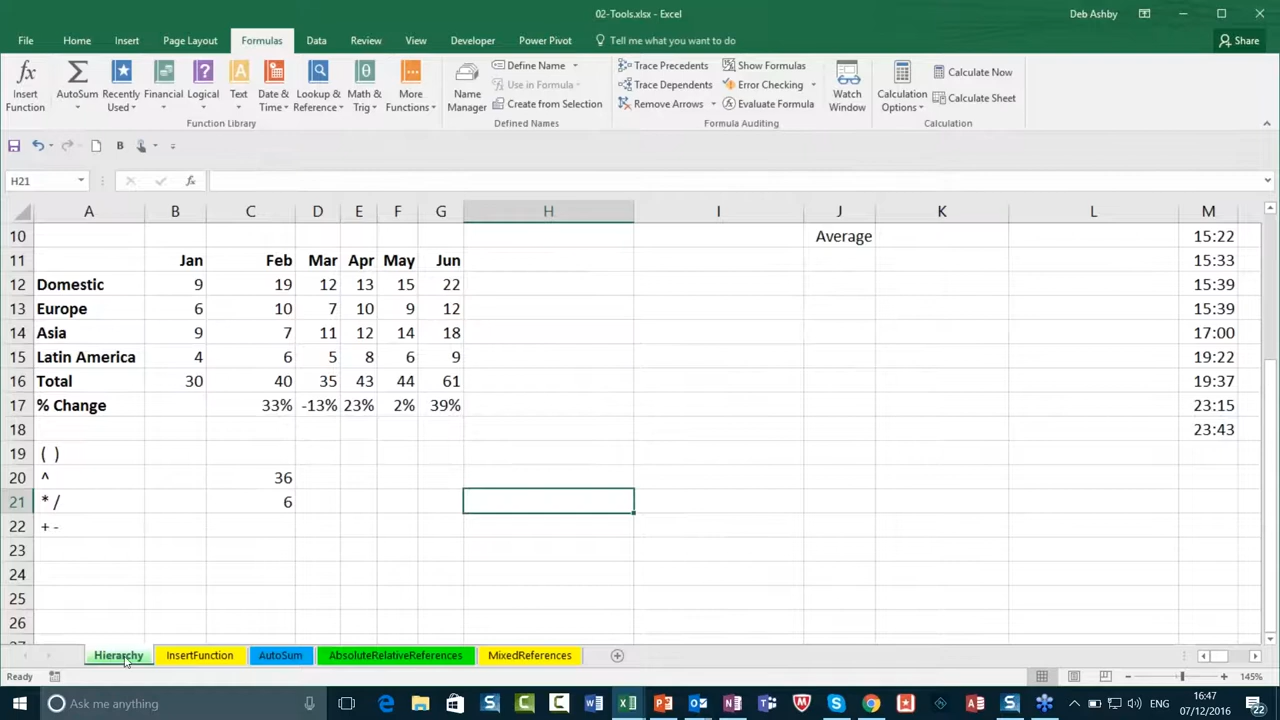 02-Tools.xlsx - Excel
Deb Ashby
File Home Insert Page Layout Formulas Data Review View Developer Power Pivot Tell me what you want to do
Share
Insert Function
AutoSum
Recently Used
Financial
Logical
Text
Date & Time
Lookup & Reference
Math & Trig
More Functions
Function Library
Name Manager
Define Name
Use in Formula
Create from Selection
Defined Names
Trace Precedents
Trace Dependents
Remove Arrows
Show Formulas
Error Checking
Evaluate Formula
Formula Auditing
Watch Window
Calculation Options
Calculate Now
Calculate Sheet
Calculation
B
H21
fx
A B C D E F G H I J K L M
10 Average 15:22
11 Jan Feb Mar Apr May Jun 15:33
12 Domestic 9 19 12 13 15 22 15:39
13 Europe 6 10 7 10 9 12 15:39
14 Asia 9 7 11 12 14 18 17:00
15 Latin America 4 6 5 8 6 9 19:22
16 Total 30 40 35 43 44 61 19:37
17 % Change 33% -13% 23% 2% 39% 23:15
18 23:43
19 ( )
20 ^ 36
21 * / 6
22 + -
23
24
25
26
27
Hierarchy InsertFunction AutoSum AbsoluteRelativeReferences MixedReferences
Ready
145%
Ask me anything
ENG
16:47
07/12/2016
22